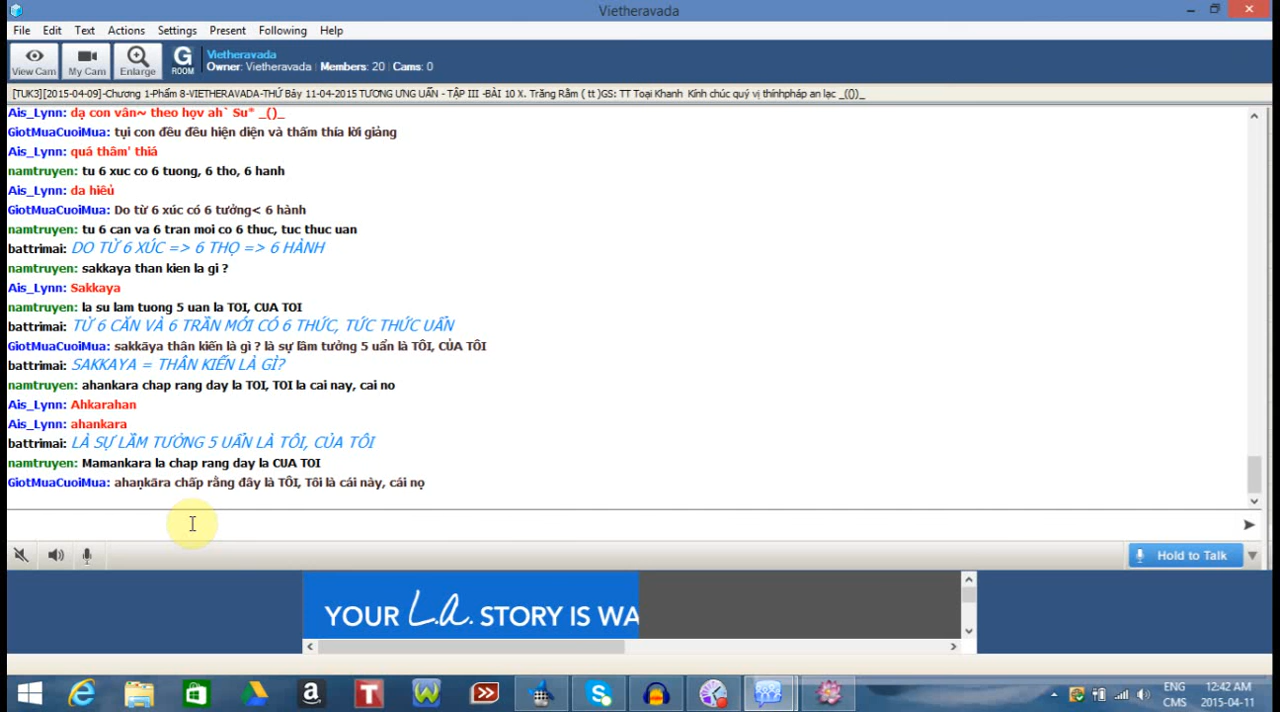 Vietheravada
File Edit Text Actions Settings Present Following Help
View Cam My Cam Enlarge G ROOM
Vietheravada
Owner: Vietheravada | Members: 20 | Cams: 0
[TUK3][2015-04-09]-Chương 1-Phẩm 8-VIETHERAVADA-THỨ Bảy 11-04-2015 TƯƠNG ƯNG UẨN - TẬP III -BÀI 10 X. Trăng Rằm ( tt )GS: TT Toại Khanh Kính chúc quý vị thínhpháp an lạc _(())_
Ais_Lynn: dạ con vân~ theo họv ah` Su* _()_
GiotMuaCuoiMua: tụi con đều đều hiện diện và thấm thía lời giảng
Ais_Lynn: quá thâm' thiá
namtruyen: tu 6 xuc co 6 tuong, 6 tho, 6 hanh
Ais_Lynn: da hiêủ
GiotMuaCuoiMua: Do từ 6 xúc có 6 tưởng< 6 hành
namtruyen: tu 6 can va 6 tran moi co 6 thuc, tuc thuc uan
battrimai: DO TỪ 6 XÚC => 6 THỌ => 6 HÀNH
namtruyen: sakkaya than kien la gi ?
Ais_Lynn: Sakkaya
namtruyen: la su lam tuong 5 uan la TOI, CUA TOI
battrimai: TỪ 6 CĂN VÀ 6 TRẦN MỚI CÓ 6 THỨC, TỨC THỨC UẨN
GiotMuaCuoiMua: sakkāya thân kiến là gì ? là sự lầm tưởng 5 uẩn là TÔI, CỦA TÔI
battrimai: SAKKAYA = THÂN KIẾN LÀ GÌ?
namtruyen: ahankara chap rang day la TOI, TOI la cai nay, cai no
Ais_Lynn: Ahkarahan
Ais_Lynn: ahankara
battrimai: LÀ SỰ LẦM TƯỞNG 5 UẨN LÀ TÔI, CỦA TÔI
namtruyen: Mamankara la chap rang day la CUA TOI
GiotMuaCuoiMua: ahaṇkāra chấp rằng đây là TÔI, Tôi là cái này, cái nọ
Hold to Talk
YOUR L.A. STORY IS WA
ENG 12:42 AM
CMS 2015-04-11